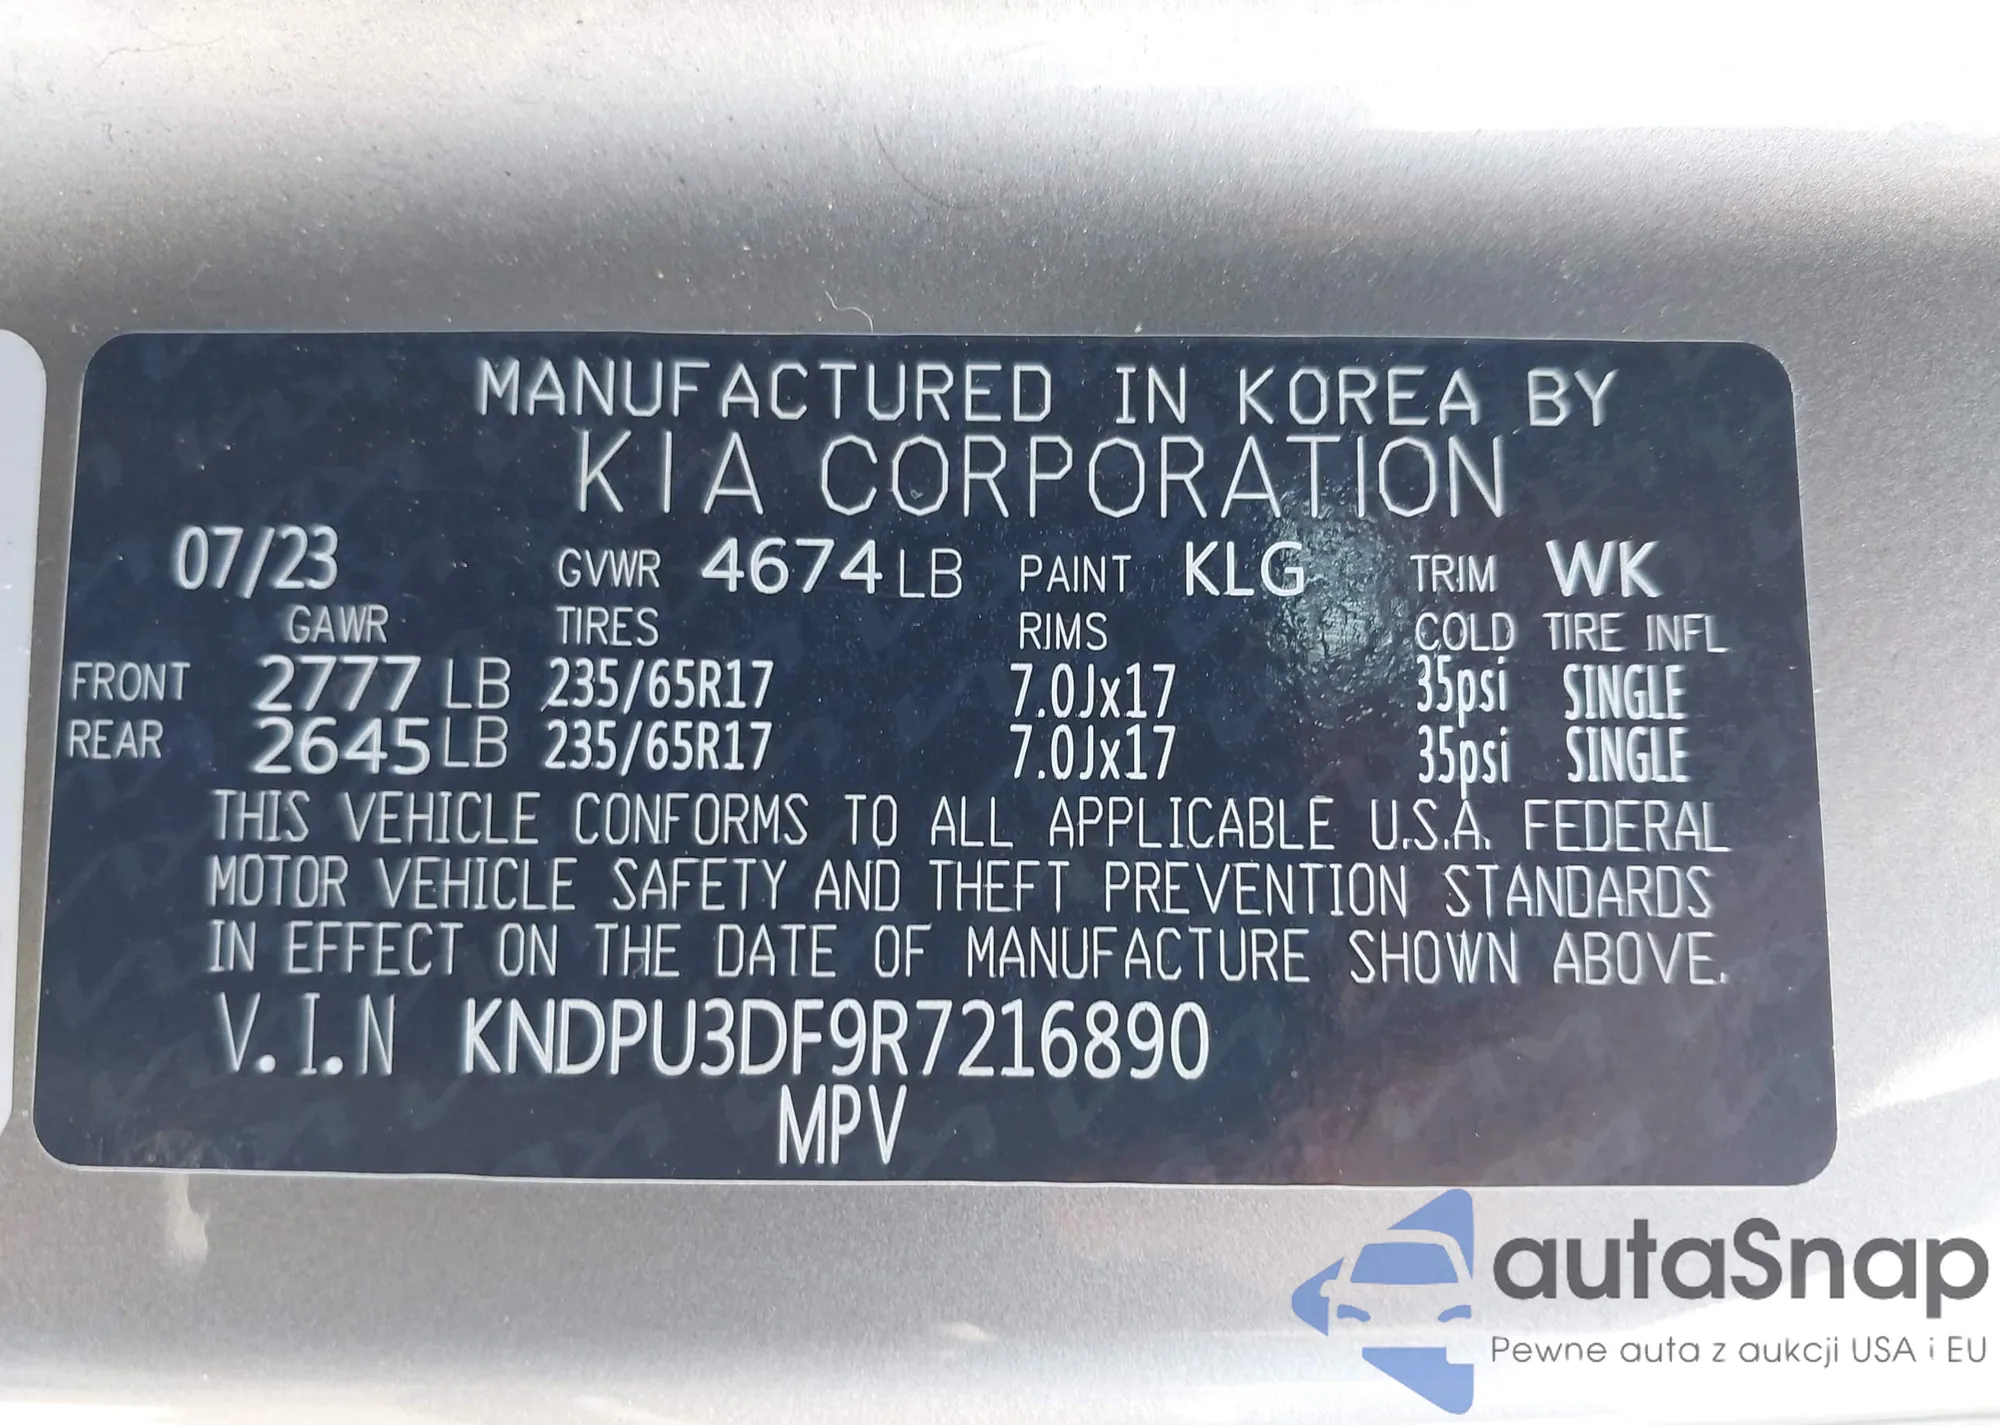 MANUFACTURED IN KOREA BY
KIA CORPORATION
07/23 GVWR 4674 LB PAINT KLG TRIM WK
GAWR TIRES RIMS COLD TIRE INFL
FRONT 2777 LB 235/65R17 7.0Jx17 35psi SINGLE
REAR 2645 LB 235/65R17 7.0Jx17 35psi SINGLE
THIS VEHICLE CONFORMS TO ALL APPLICABLE U.S.A. FEDERAL
MOTOR VEHICLE SAFETY AND THEFT PREVENTION STANDARDS
IN EFFECT ON THE DATE OF MANUFACTURE SHOWN ABOVE.
V.I.N KNDPU3DF9R7216890
MPV
autaSnap
Pewne auta z aukcji USA i EU